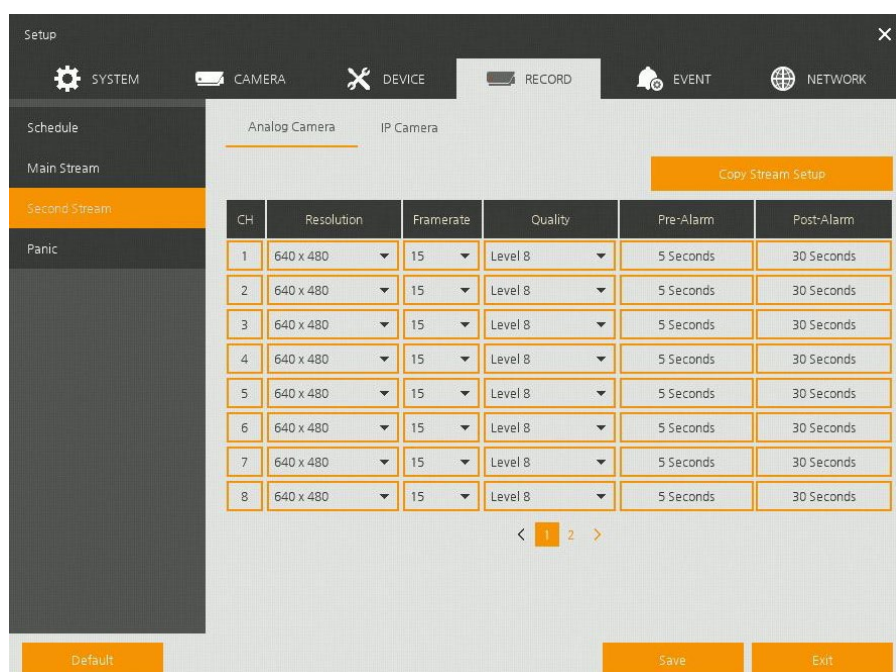 Setup
SYSTEM CAMERA DEVICE RECORD EVENT NETWORK
Schedule
Main Stream
Second Stream
Panic
Analog Camera IP Camera
Copy Stream Setup
CH Resolution Framerate Quality Pre-Alarm Post-Alarm
1 640 x 480 15 Level 8 5 Seconds 30 Seconds
2 640 x 480 15 Level 8 5 Seconds 30 Seconds
3 640 x 480 15 Level 8 5 Seconds 30 Seconds
4 640 x 480 15 Level 8 5 Seconds 30 Seconds
5 640 x 480 15 Level 8 5 Seconds 30 Seconds
6 640 x 480 15 Level 8 5 Seconds 30 Seconds
7 640 x 480 15 Level 8 5 Seconds 30 Seconds
8 640 x 480 15 Level 8 5 Seconds 30 Seconds
< 1 2 >
Default Save Exit